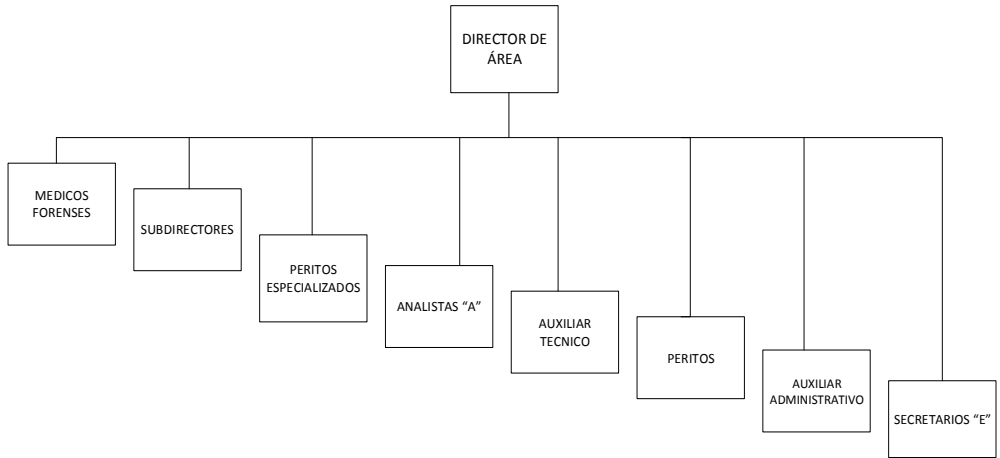 DIRECTOR DE
ÁREA
MEDICOS
FORENSES
SUBDIRECTORES
PERITOS
ESPECIALIZADOS
ANALISTAS “A”
AUXILIAR
TECNICO
PERITOS
AUXILIAR
ADMINISTRATIVO
SECRETARIOS “E”